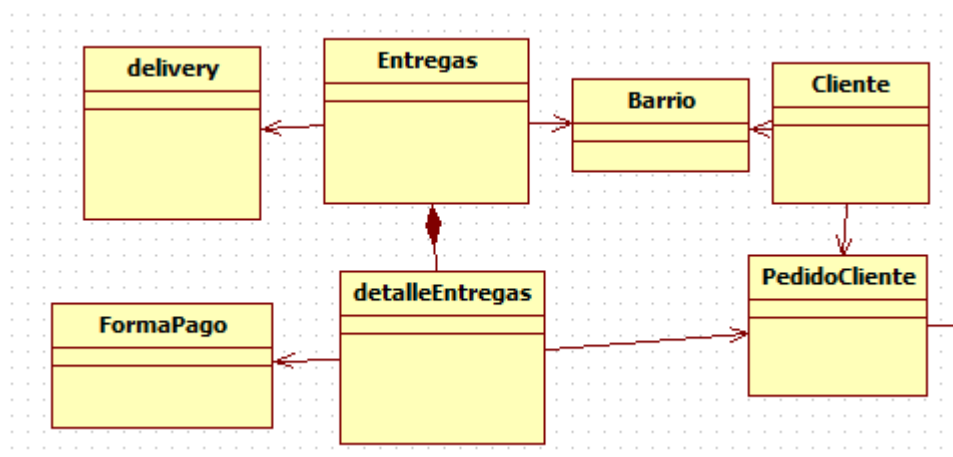 delivery
Entregas
Barrio
Cliente
detalleEntregas
PedidoCliente
FormaPago